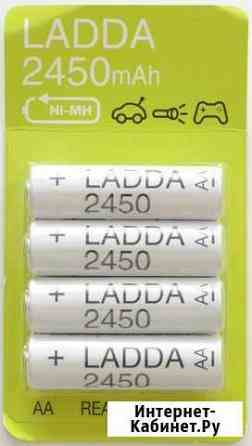 LADDA
2450mAh
Ni-MH
+ LADDA AA
2450
+ LADDA AA
2450
+ LADDA AA
2450
+ LADDA AA
2450
AA REA
Интернет-
Кабинет.Ру